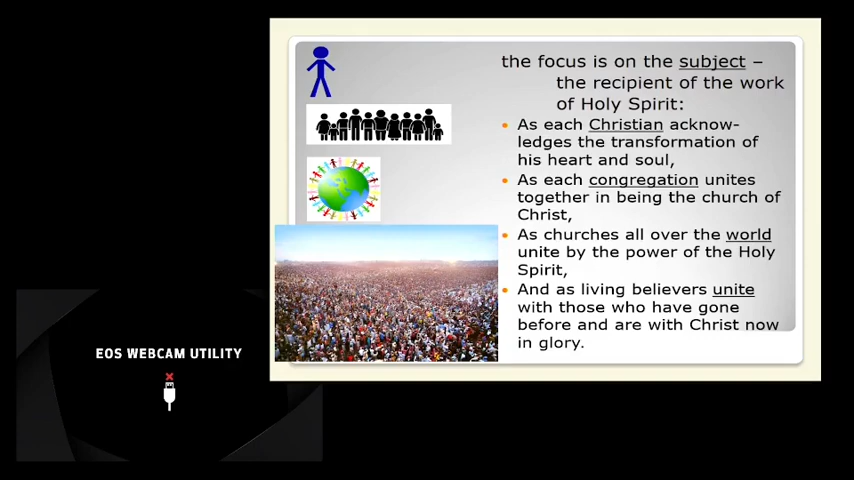 the focus is on the subject –
the recipient of the work
of Holy Spirit:
• As each Christian acknow-
ledges the transformation of
his heart and soul,
• As each congregation unites
together in being the church of
Christ,
• As churches all over the world
unite by the power of the Holy
Spirit,
• And as living believers unite
with those who have gone
before and are with Christ now
in glory.
EOS WEBCAM UTILITY